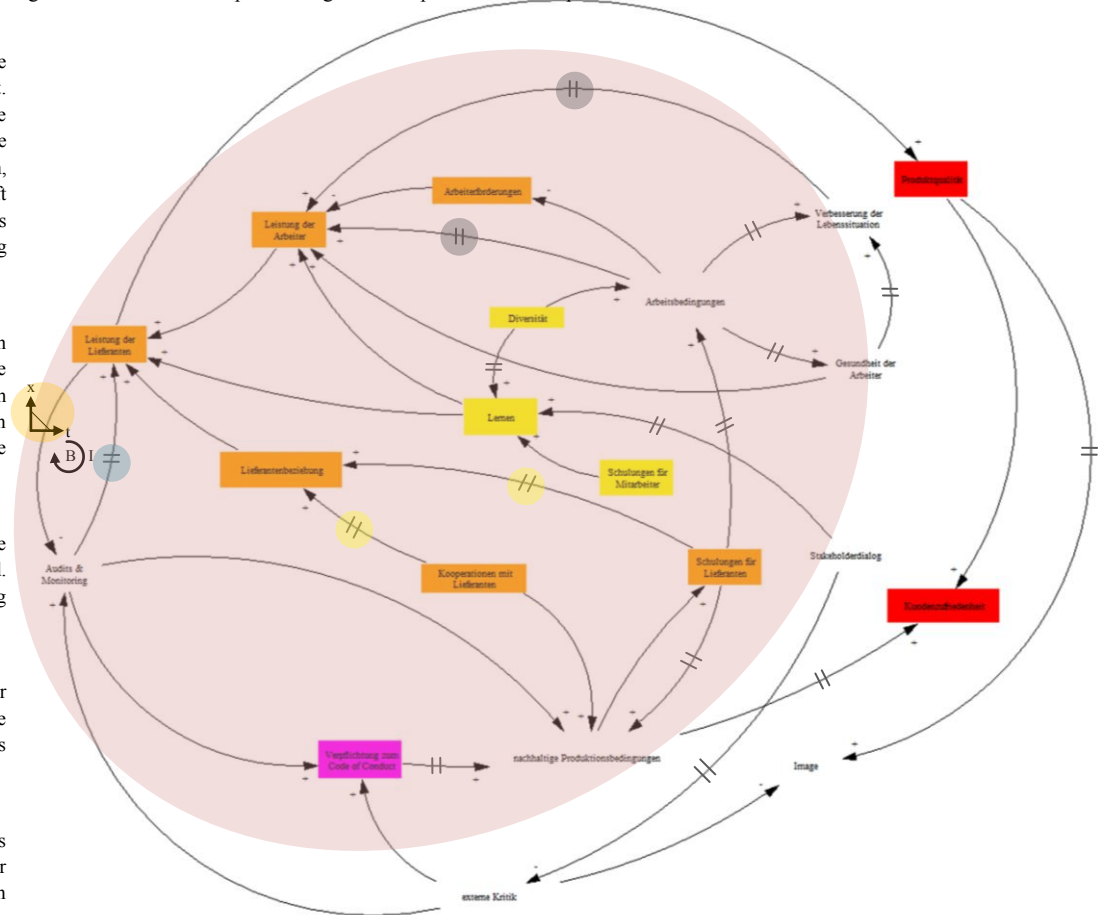 Produktqualität
Arbeiterförderungen
Verbesserung der
Lebenssituation
Leistung der
Arbeiter
Arbeitsbedingungen
Diversität
Leistung der
Lieferanten
Gesundheit der
Arbeiter
x
t
B
I
Lernen
Lieferantenbeziehung
Schulungen für
Mitarbeiter
Audits &
Monitoring
Kooperationen mit
Lieferanten
Schulungen für
Lieferanten
Stakeholderdialog
Kundenzufriedenheit
Verpflichtung zum
Code of Conduct
nachhaltige Produktionsbedingungen
Image
externe Kritik